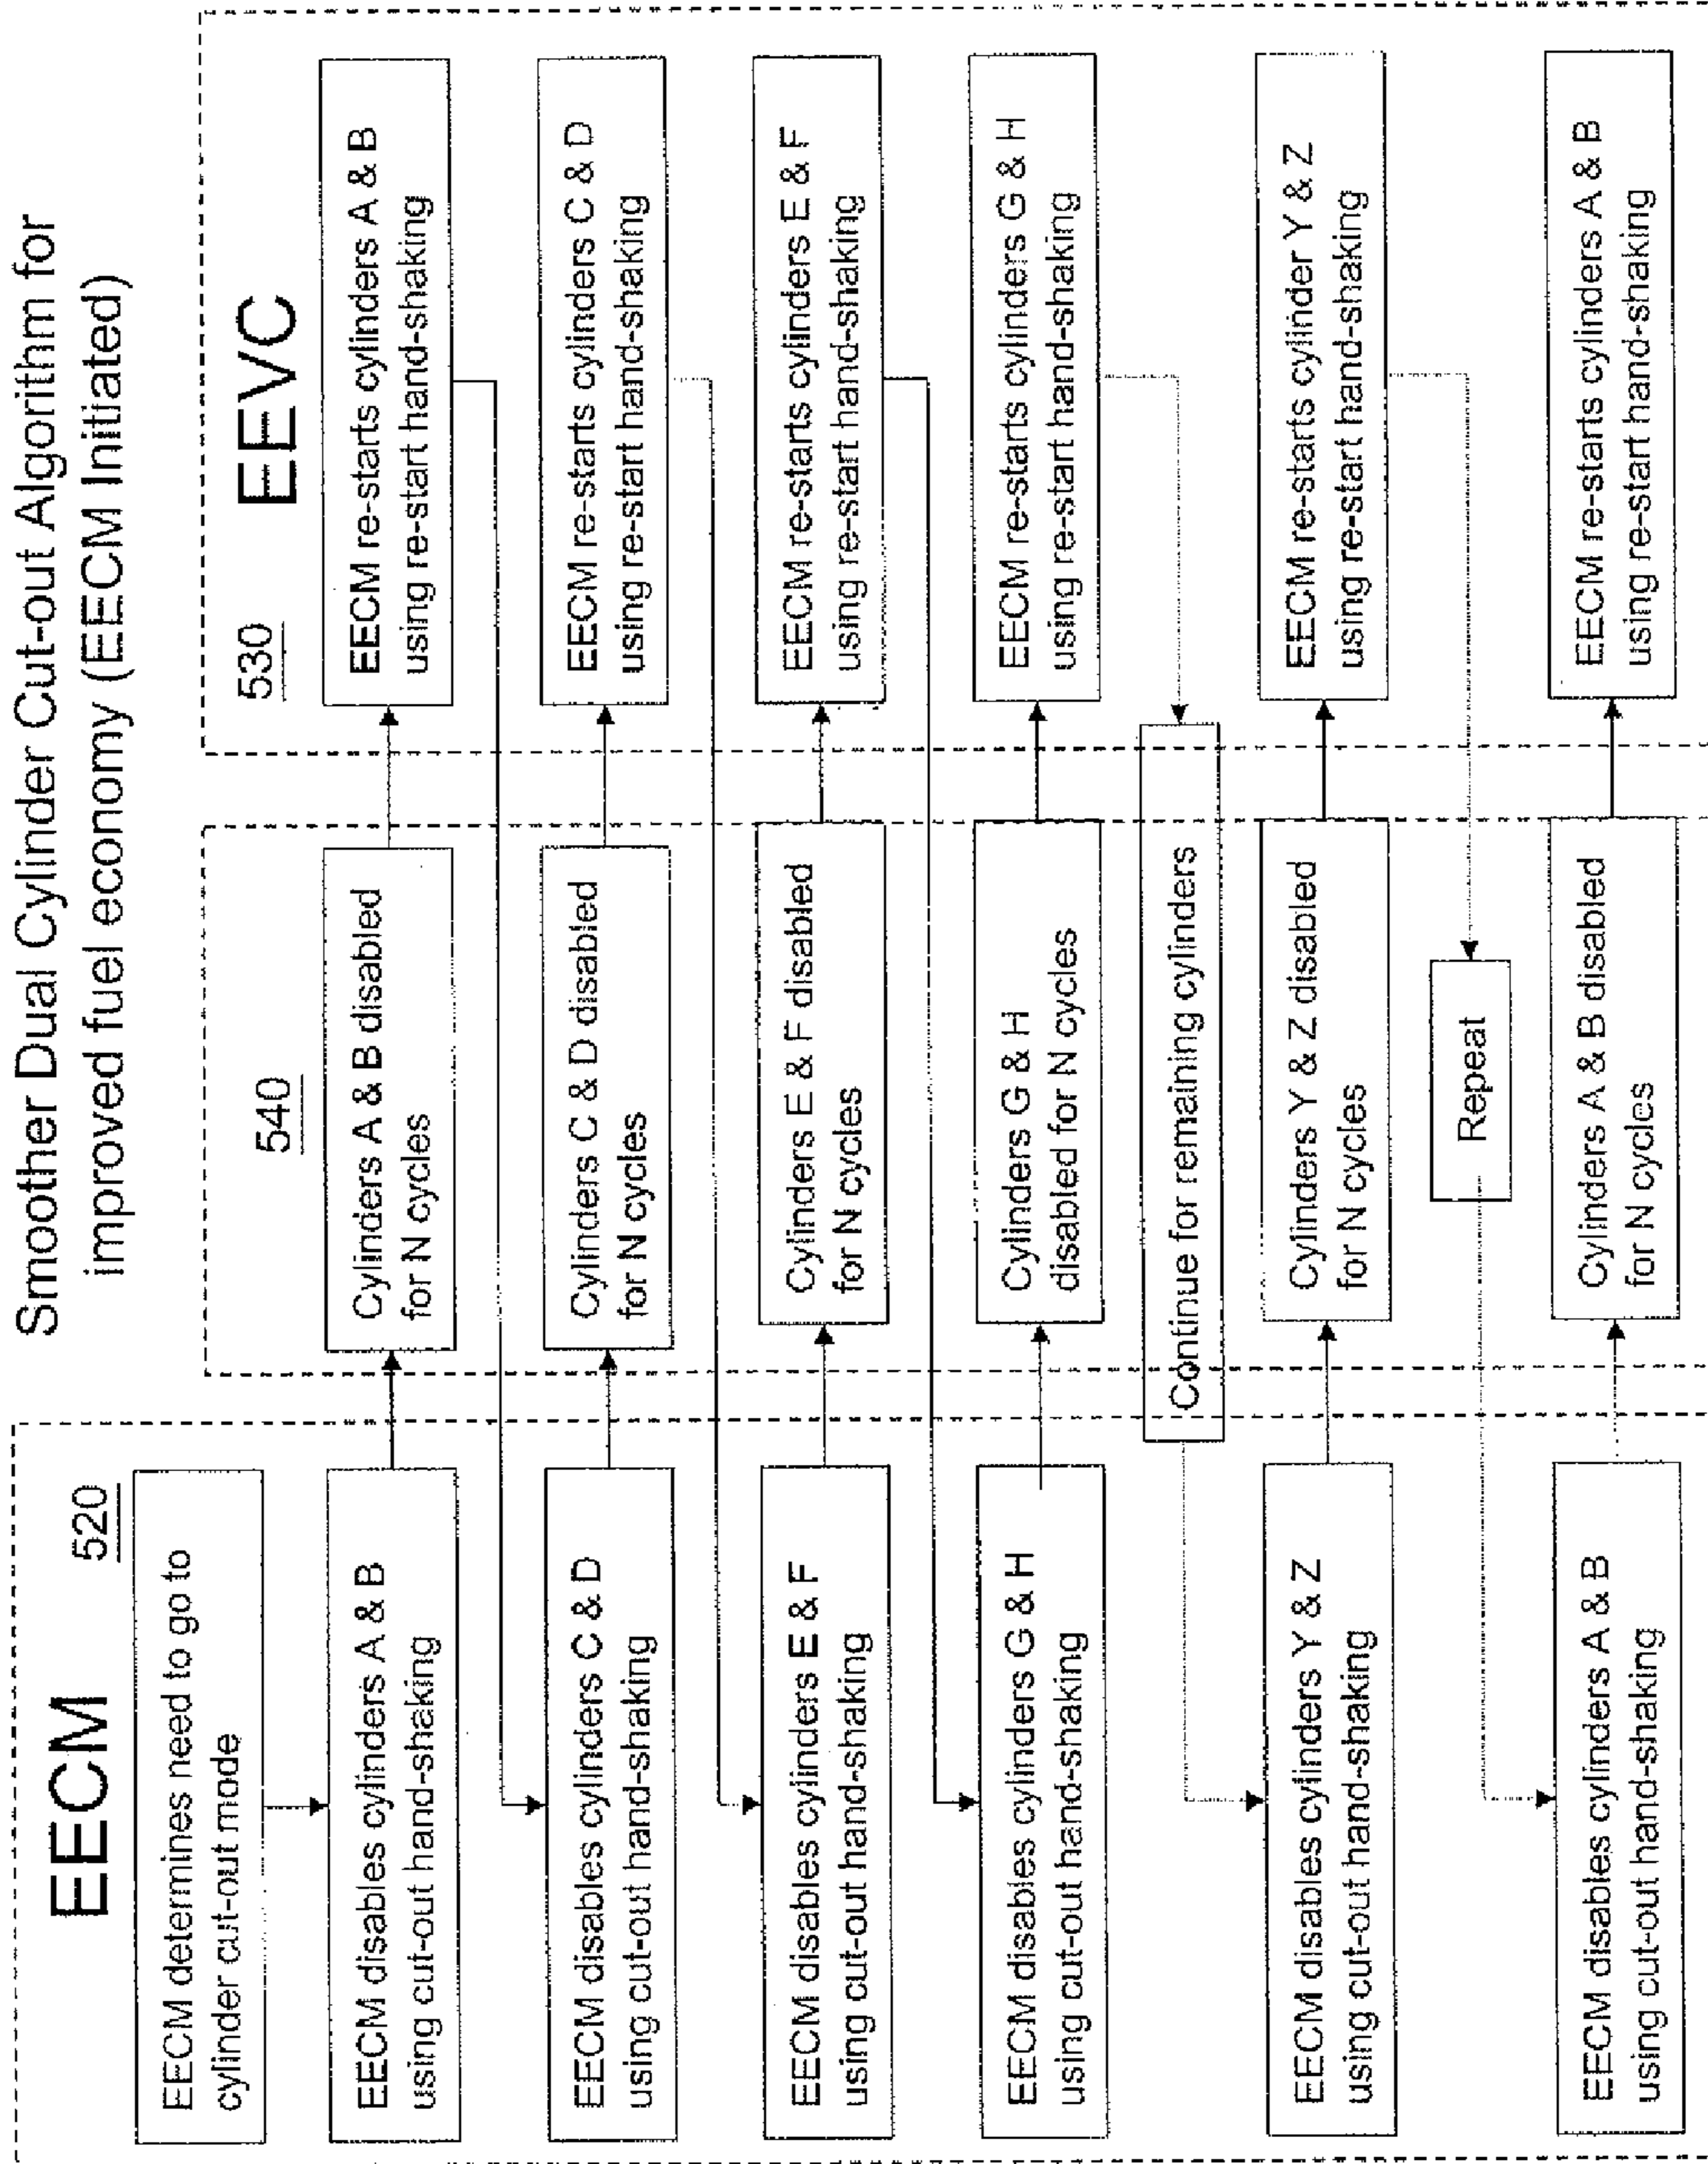 Smoother Dual Cylinder Cut-out Algorithm for
improved fuel economy (EECM Initiated)
EECM
520
540
530
EEVC
EECM determines need to go to
cylinder cut-out mode
EECM disables cylinders A & B
using cut-out hand-shaking
Cylinders A & B disabled
for N cycles
EECM re-starts cylinders A & B
using re-start hand-shaking
EECM disables cylinders C & D
using cut-out hand-shaking
Cylinders C & D disabled
for N cycles
EECM re-starts cylinders C & D
using re-start hand-shaking
EECM disables cylinders E & F
using cut-out hand-shaking
Cylinders E & F disabled
for N cycles
EECM re-starts cylinders E & F
using re-start hand-shaking
EECM disables cylinders G & H
using cut-out hand-shaking
Cylinders G & H
disabled for N cycles
EECM re-starts cylinders G & H
using re-start hand-shaking
Continue for remaining cylinders
EECM disables cylinders Y & Z
using cut-out hand-shaking
Cylinders Y & Z disabled
for N cycles
EECM re-starts cylinder Y & Z
using re-start hand-shaking
Repeat
EECM disables cylinders A & B
using cut-out hand-shaking
Cylinders A & B disabled
for N cycles
EECM re-starts cylinders A & B
using re-start hand-shaking